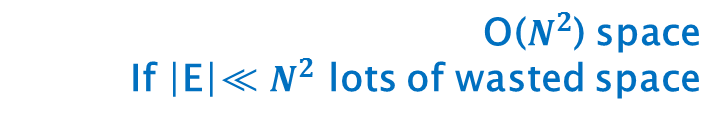 O(N²) space
If |E|≪ N² lots of wasted space